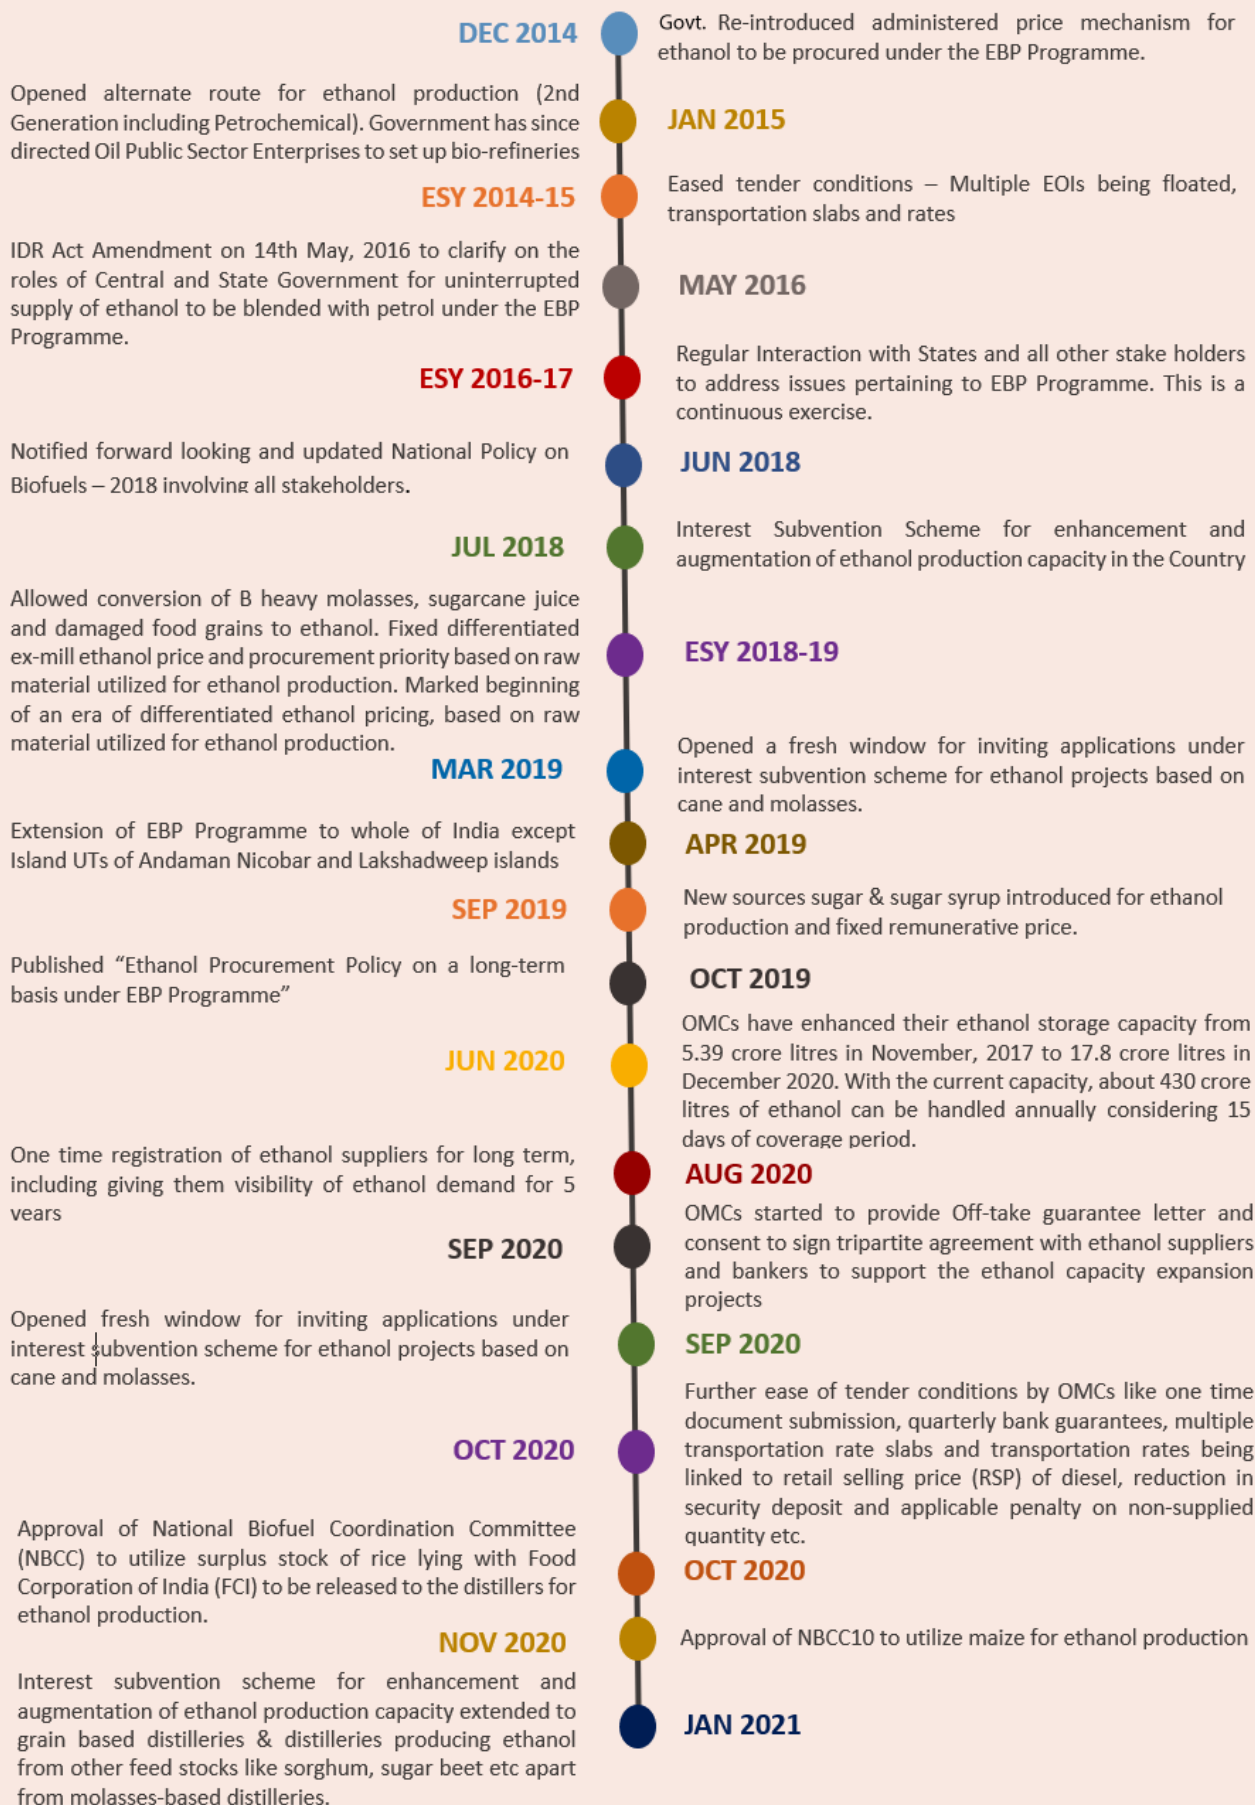 DEC 2014
Govt. Re-introduced administered price mechanism for
ethanol to be procured under the EBP Programme.
Opened alternate route for ethanol production (2nd
Generation including Petrochemical). Government has since
directed Oil Public Sector Enterprises to set up bio-refineries
JAN 2015
ESY 2014-15
Eased tender conditions – Multiple EOIs being floated,
transportation slabs and rates
IDR Act Amendment on 14th May, 2016 to clarify on the
roles of Central and State Government for uninterrupted
supply of ethanol to be blended with petrol under the EBP
Programme.
MAY 2016
ESY 2016-17
Regular Interaction with States and all other stake holders
to address issues pertaining to EBP Programme. This is a
continuous exercise.
Notified forward looking and updated National Policy on
Biofuels – 2018 involving all stakeholders.
JUN 2018
JUL 2018
Interest Subvention Scheme for enhancement and
augmentation of ethanol production capacity in the Country
Allowed conversion of B heavy molasses, sugarcane juice
and damaged food grains to ethanol. Fixed differentiated
ex-mill ethanol price and procurement priority based on raw
material utilized for ethanol production. Marked beginning
of an era of differentiated ethanol pricing, based on raw
material utilized for ethanol production.
ESY 2018-19
MAR 2019
Opened a fresh window for inviting applications under
interest subvention scheme for ethanol projects based on
cane and molasses.
Extension of EBP Programme to whole of India except
Island UTs of Andaman Nicobar and Lakshadweep islands
APR 2019
SEP 2019
New sources sugar & sugar syrup introduced for ethanol
production and fixed remunerative price.
Published “Ethanol Procurement Policy on a long-term
basis under EBP Programme”
OCT 2019
JUN 2020
OMCs have enhanced their ethanol storage capacity from
5.39 crore litres in November, 2017 to 17.8 crore litres in
December 2020. With the current capacity, about 430 crore
litres of ethanol can be handled annually considering 15
days of coverage period.
One time registration of ethanol suppliers for long term,
including giving them visibility of ethanol demand for 5
years
AUG 2020
SEP 2020
OMCs started to provide Off-take guarantee letter and
consent to sign tripartite agreement with ethanol suppliers
and bankers to support the ethanol capacity expansion
projects
Opened fresh window for inviting applications under
interest subvention scheme for ethanol projects based on
cane and molasses.
SEP 2020
OCT 2020
Further ease of tender conditions by OMCs like one time
document submission, quarterly bank guarantees, multiple
transportation rate slabs and transportation rates being
linked to retail selling price (RSP) of diesel, reduction in
security deposit and applicable penalty on non-supplied
quantity etc.
Approval of National Biofuel Coordination Committee
(NBCC) to utilize surplus stock of rice lying with Food
Corporation of India (FCI) to be released to the distillers for
ethanol production.
OCT 2020
NOV 2020
Approval of NBCC10 to utilize maize for ethanol production
Interest subvention scheme for enhancement and
augmentation of ethanol production capacity extended to
grain based distilleries & distilleries producing ethanol
from other feed stocks like sorghum, sugar beet etc apart
from molasses-based distilleries.
JAN 2021